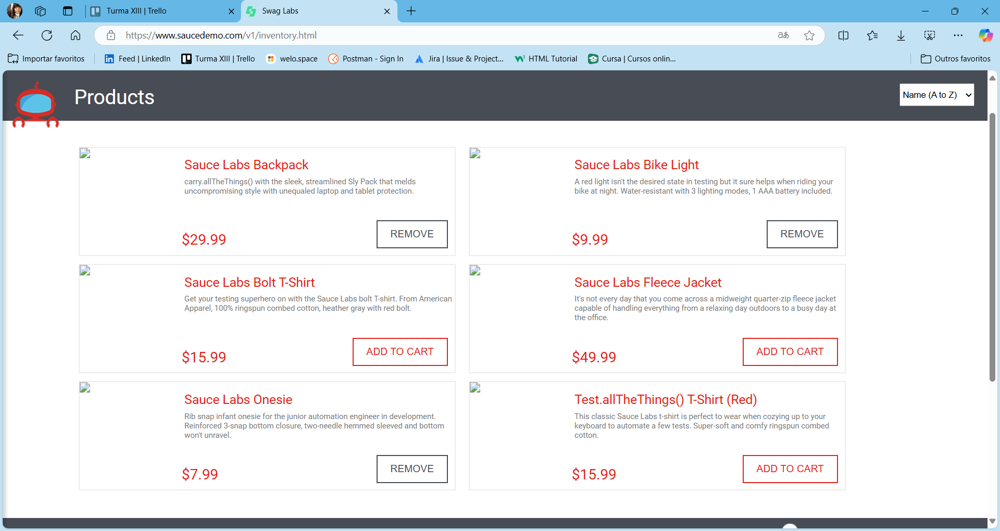 Turma XIII | Trello
Swag Labs
https://www.saucedemo.com/v1/inventory.html
aあ
Importar favoritos
Feed | LinkedIn
Turma XIII | Trello
welo.space
Postman - Sign In
Jira | Issue & Project...
HTML Tutorial
Cursa | Cursos onlin...
Outros favoritos
Products
Name (A to Z)
Sauce Labs Backpack
carry.allTheThings() with the sleek, streamlined Sly Pack that melds
uncompromising style with unequaled laptop and tablet protection.
$29.99
REMOVE
Sauce Labs Bike Light
A red light isn't the desired state in testing but it sure helps when riding your
bike at night. Water-resistant with 3 lighting modes, 1 AAA battery included.
$9.99
REMOVE
Sauce Labs Bolt T-Shirt
Get your testing superhero on with the Sauce Labs bolt T-shirt. From American
Apparel, 100% ringspun combed cotton, heather gray with red bolt.
$15.99
ADD TO CART
Sauce Labs Fleece Jacket
It's not every day that you come across a midweight quarter-zip fleece jacket
capable of handling everything from a relaxing day outdoors to a busy day at
the office.
$49.99
ADD TO CART
Sauce Labs Onesie
Rib snap infant onesie for the junior automation engineer in development.
Reinforced 3-snap bottom closure, two-needle hemmed sleeved and bottom
won't unravel.
$7.99
REMOVE
Test.allTheThings() T-Shirt (Red)
This classic Sauce Labs t-shirt is perfect to wear when cozying up to your
keyboard to automate a few tests. Super-soft and comfy ringspun combed
cotton.
$15.99
ADD TO CART